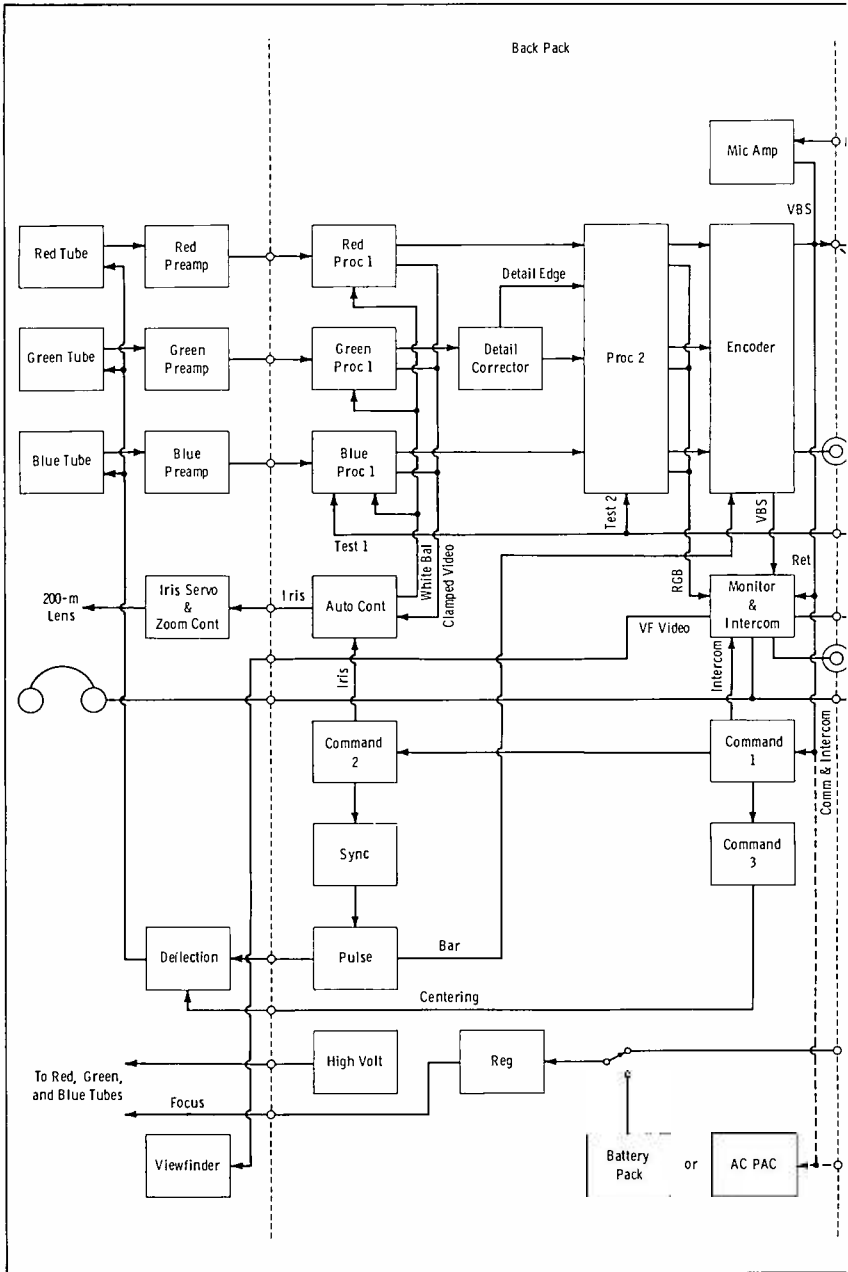 Back Pack
Mic Amp
VBS
Red Tube
Red
Preamp
Red
Proc 1
Detail Edge
Green Tube
Green
Preamp
Green
Proc 1
Detail
Corrector
Proc 2
Encoder
Blue Tube
Blue
Preamp
Blue
Proc 1
Test 1
White Bal
Clamped Video
Test 2
RGB
VBS
Ret
200-m
Lens
Iris Servo
&
Zoom Cont
Iris
Auto Cont
Monitor
&
Intercom
VF Video
Iris
Intercom
Command
2
Command
1
Comm & Intercom
Sync
Command
3
Deflection
Pulse
Bar
Centering
To Red, Green,
and Blue Tubes
High Volt
Reg
Focus
Viewfinder
Battery
Pack
or
AC PAC